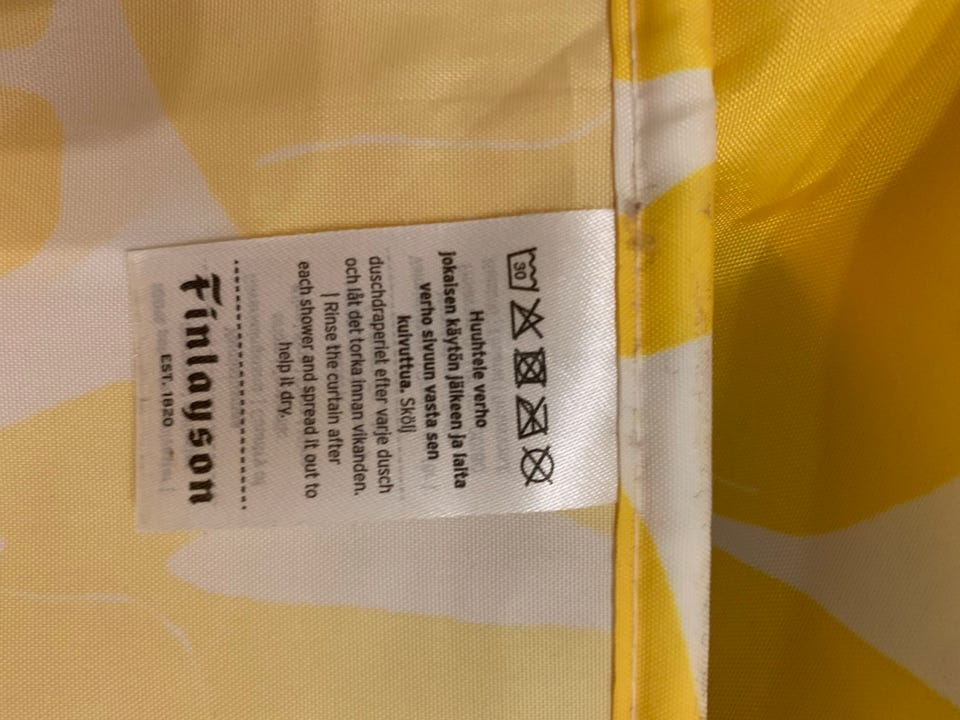 30
Huuhtele verho
jokaisen käytön jälkeen ja laita
verho sivuun vasta sen
kuivuttua. Skölj
duschdraperiet efter varje dusch
och låt det torka innan vikanden.
| Rinse the curtain after
each shower and spread it out to
help it dry.
Finlayson
EST. 1820